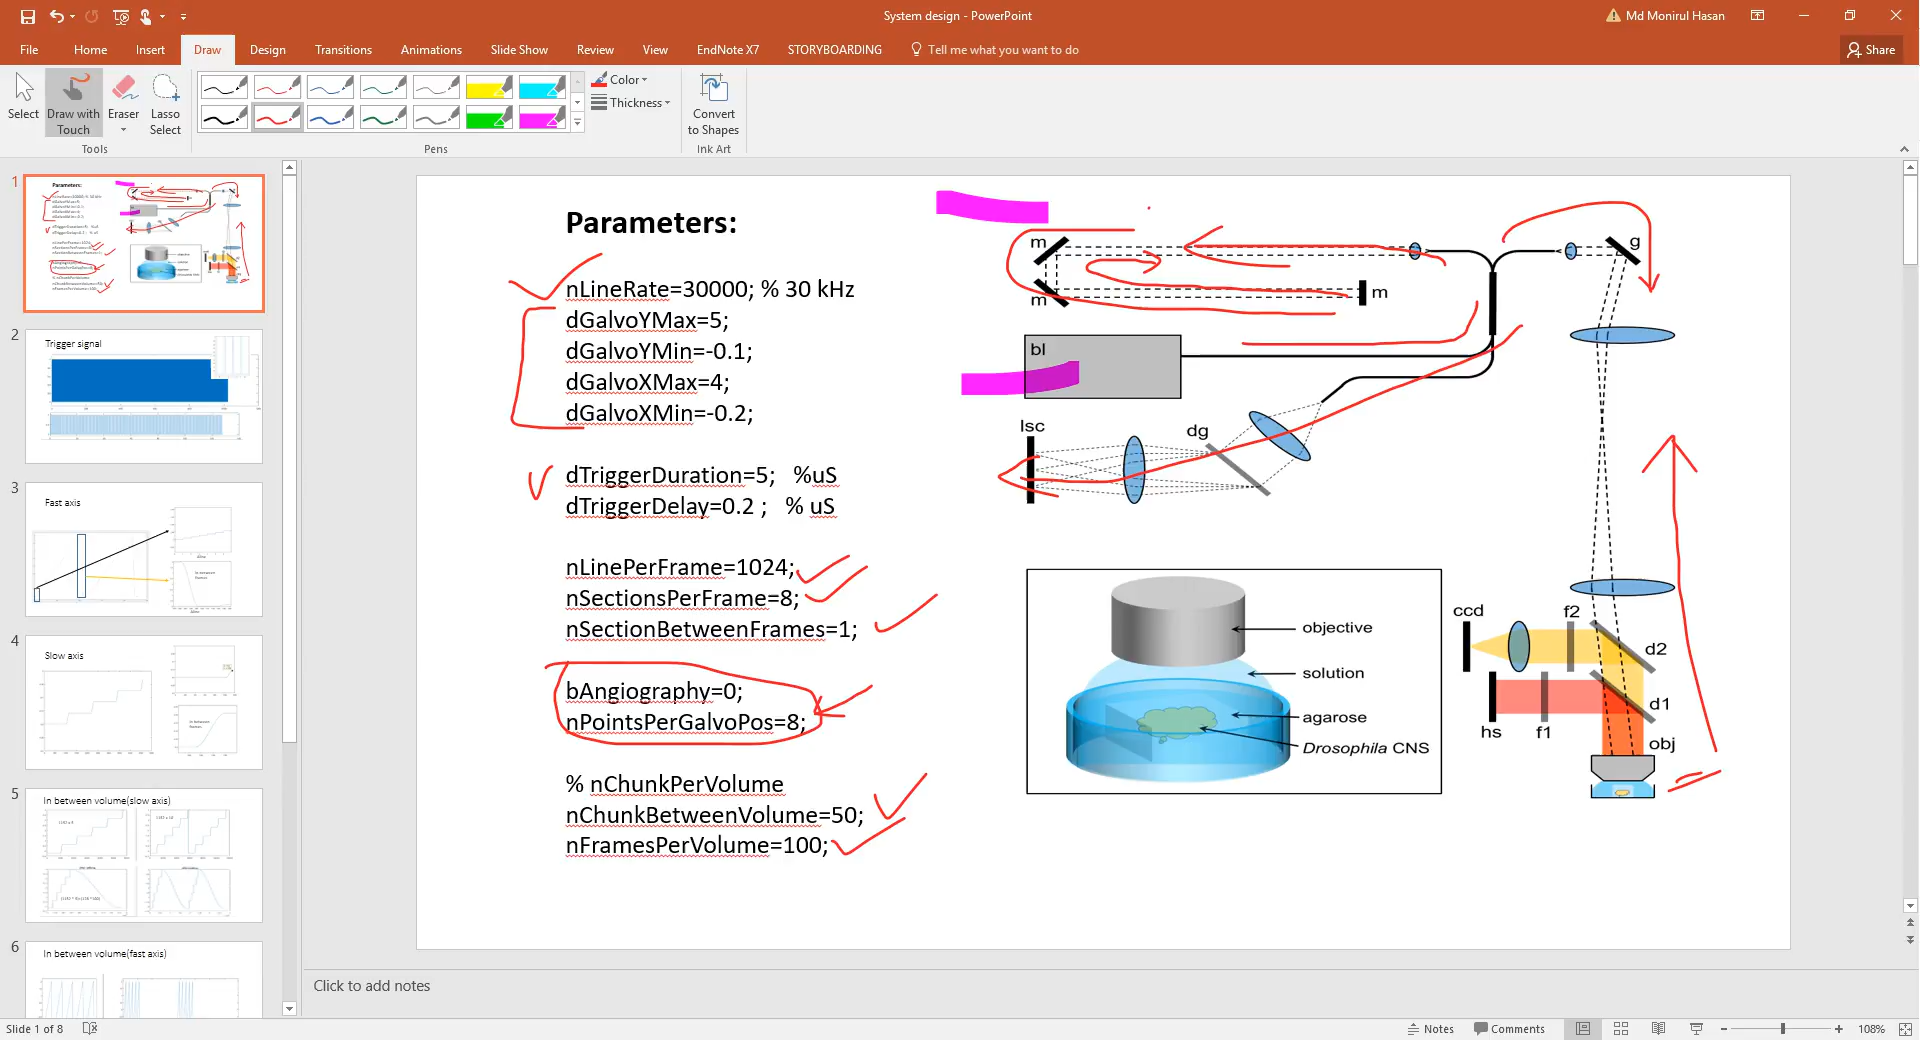 System design - PowerPoint
Md Monirul Hasan
File
Home
Insert
Draw
Design
Transitions
Animations
Slide Show
Review
View
EndNote X7
STORYBOARDING
Tell me what you want to do
Share
Select
Draw with Touch
Eraser
Lasso Select
Color
Thickness
Convert to Shapes
Tools
Pens
Ink Art
1
2
Trigger signal
3
Fast axis
4
Slow axis
5
In between volume(slow axis)
6
In between volume(fast axis)
Parameters:
nLineRate=30000; % 30 kHz
dGalvoYMax=5;
dGalvoYMin=-0.1;
dGalvoXMax=4;
dGalvoXMin=-0.2;
dTriggerDuration=5;   %uS
dTriggerDelay=0.2 ;   % uS
nLinePerFrame=1024;
nSectionsPerFrame=8;
nSectionBetweenFrames=1;
bAngiography=0;
nPointsPerGalvoPos=8;
% nChunkPerVolume
nChunkBetweenVolume=50;
nFramesPerVolume=100;
m
m
m
g
bl
lsc
dg
objective
solution
agarose
Drosophila CNS
ccd
f2
d2
d1
hs
f1
obj
Click to add notes
Slide 1 of 8
Notes
Comments
108%